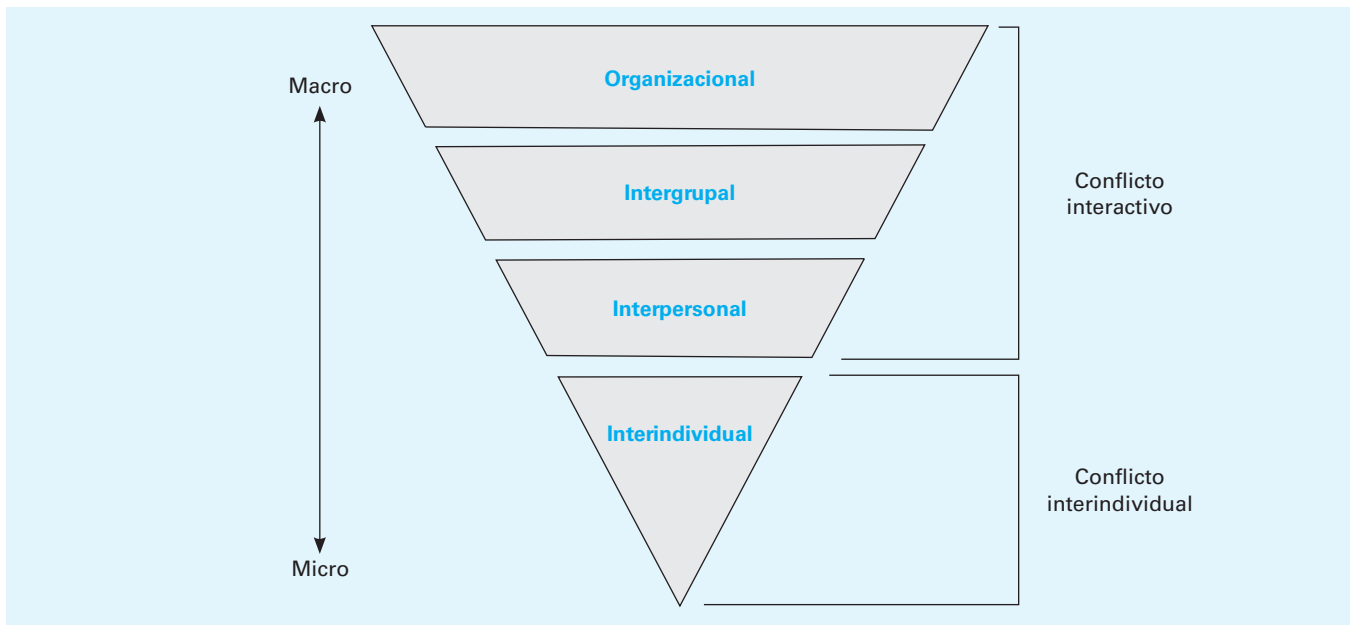 Organizacional
Macro
Intergrupal
Conflicto
interactivo
Interpersonal
Interindividual
Conflicto
interindividual
Micro